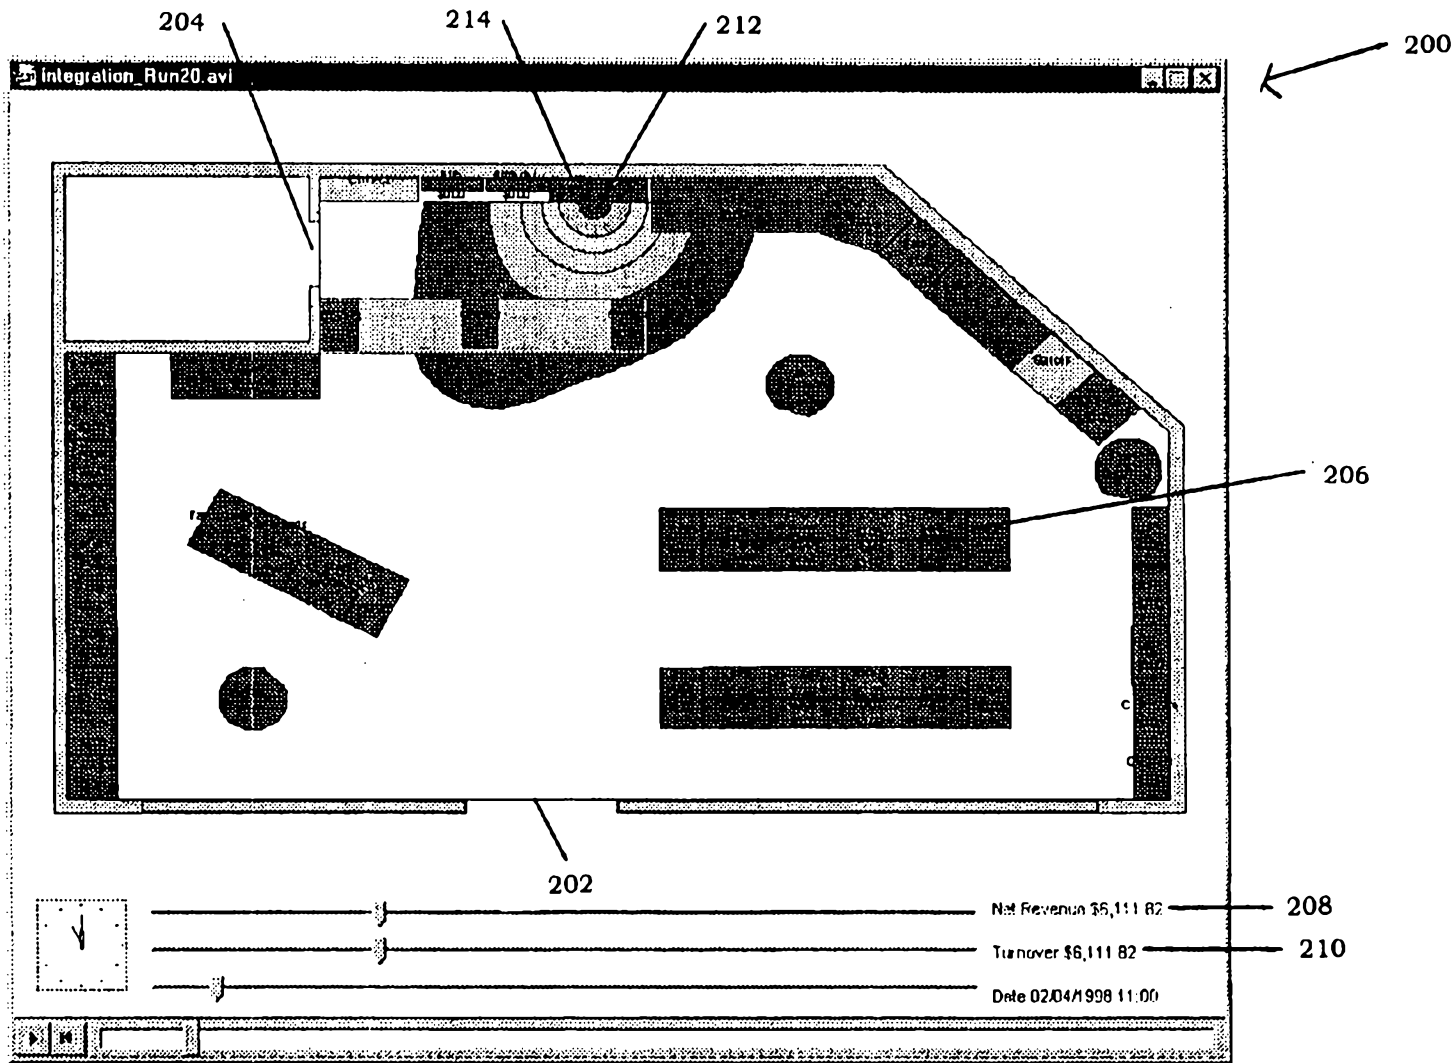 204
214
212
200
integration_Run20.avi
206
202
Net Revenue $6,111.82
208
Turnover $6,111.82
210
Date 02/04/1998 11:00